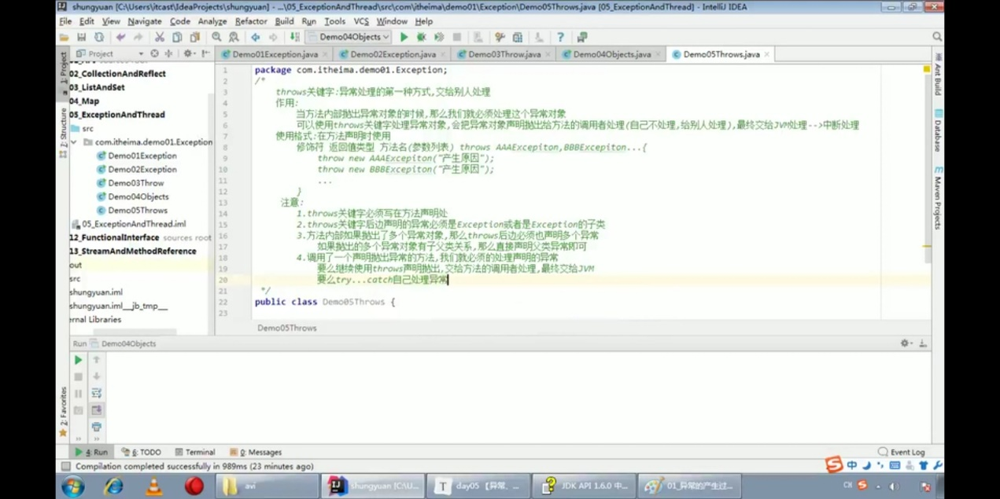 shungyuan [C:\Users\itcast\IdeaProjects\shungyuan] - ...\05_ExceptionAndThread\src\com\itheima\demo01\Exception\Demo05Throws.java [05_ExceptionAndThread] - IntelliJ IDEA
File Edit View Navigate Code Analyze Refactor Build Run Tools VCS Window Help
Demo04Objects
Project
Demo01Exception.java Demo02Exception.java Demo03Throw.java Demo04Objects.java Demo05Throws.java
02_CollectionAndReflect
03_ListAndSet
04_Map
05_ExceptionAndThread
src
com.itheima.demo01.Exception
Demo01Exception
Demo02Exception
Demo03Throw
Demo04Objects
Demo05Throws
05_ExceptionAndThread.iml
12_FunctionalInterface sources root
13_StreamAndMethodReference
out
src
shungyuan.iml
shungyuan.iml__jb_tmp__
ernal Libraries
1 package com.itheima.demo01.Exception;
2 /*
3 throws关键字:异常处理的第一种方式,交给别人处理
4 作用:
5 当方法内部抛出异常对象的时候,那么我们就必须处理这个异常对象
6 可以使用throws关键字处理异常对象,会把异常对象声明抛出给方法的调用者处理(自己不处理,给别人处理),最终交给JVM处理-->中断处理
7 使用格式:在方法声明时使用
8 修饰符 返回值类型 方法名(参数列表) throws AAAExcepiton,BBBExcepiton...{
9 throw new AAAExcepiton("产生原因");
10 throw new BBBExcepiton("产生原因");
11 ...
12 }
13 注意:
14 1.throws关键字必须写在方法声明处
15 2.throws关键字后边声明的异常必须是Exception或者是Exception的子类
16 3.方法内部如果抛出了多个异常对象,那么throws后边必须也声明多个异常
17 如果抛出的多个异常对象有子父类关系,那么直接声明父类异常即可
18 4.调用了一个声明抛出异常的方法,我们就必须的处理声明的异常
19 要么继续使用throws声明抛出,交给方法的调用者处理,最终交给JVM
20 要么try...catch自己处理异常
21 */
22 public class Demo05Throws {
23
Demo05Throws
1: Project
Z: Structure
2: Favorites
Ant Build
Database
Maven Projects
Run Demo04Objects
4: Run 6: TODO Terminal 0: Messages Event Log
Compilation completed successfully in 989ms (23 minutes ago)
中
avi shungyuan [C:\U... day05 【异常、... JDK API 1.6.0 中... 01_异常的产生过... CH